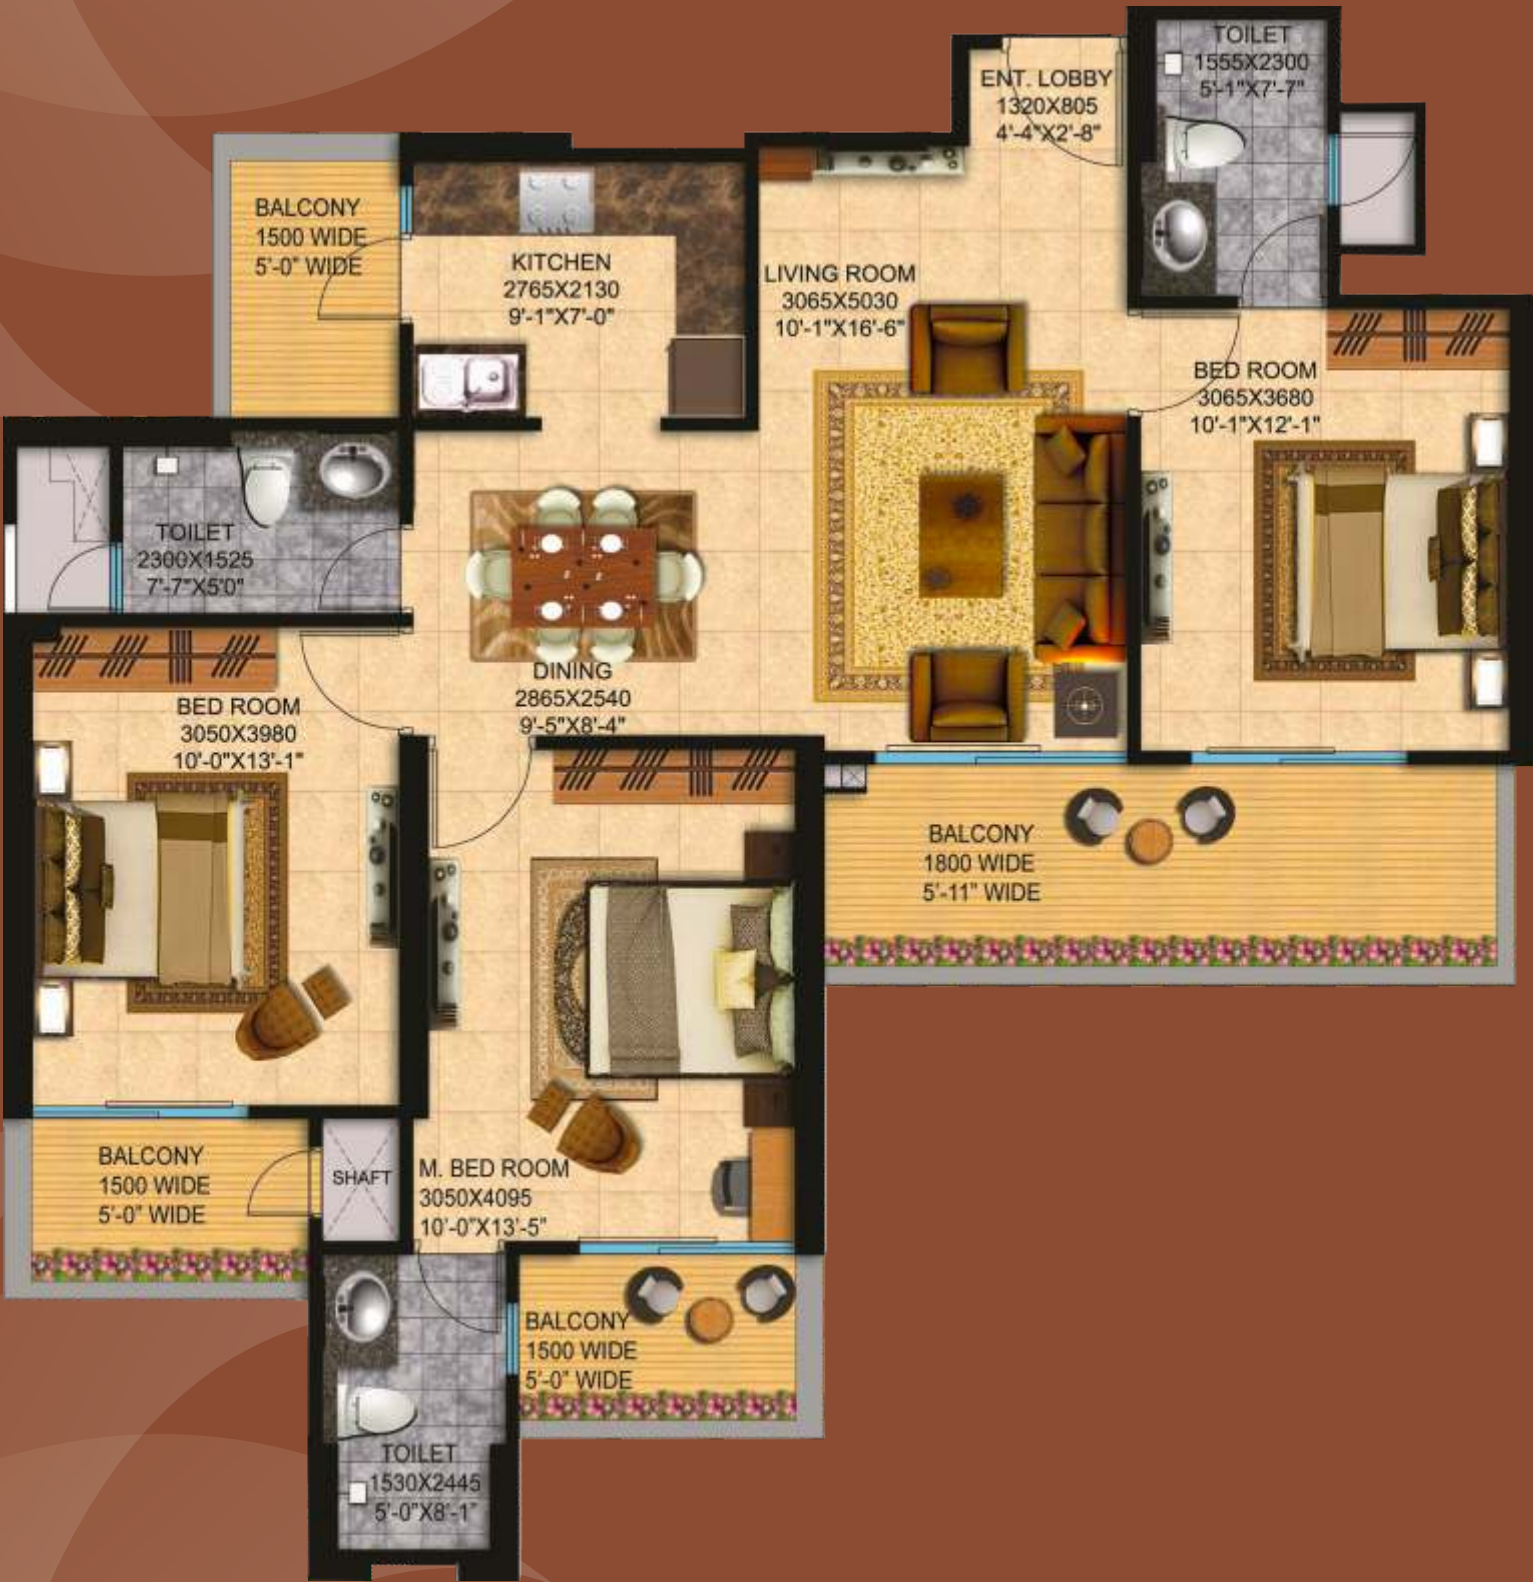 TOILET
1555X2300
5'-1"X7'-7"
ENT. LOBBY
1320X805
4'-4"X2'-8"
BALCONY
1500 WIDE
5'-0" WIDE
KITCHEN
2765X2130
9'-1"X7'-0"
LIVING ROOM
3065X5030
10'-1"X16'-6"
BED ROOM
3065X3680
10'-1"X12'-1"
TOILET
2300X1525
7'-7"X5'0"
DINING
2865X2540
9'-5"X8'-4"
BED ROOM
3050X3980
10'-0"X13'-1"
BALCONY
1800 WIDE
5'-11" WIDE
BALCONY
1500 WIDE
5'-0" WIDE
SHAFT
M. BED ROOM
3050X4095
10'-0"X13'-5"
BALCONY
1500 WIDE
5'-0" WIDE
TOILET
1530X2445
5'-0"X8'-1"